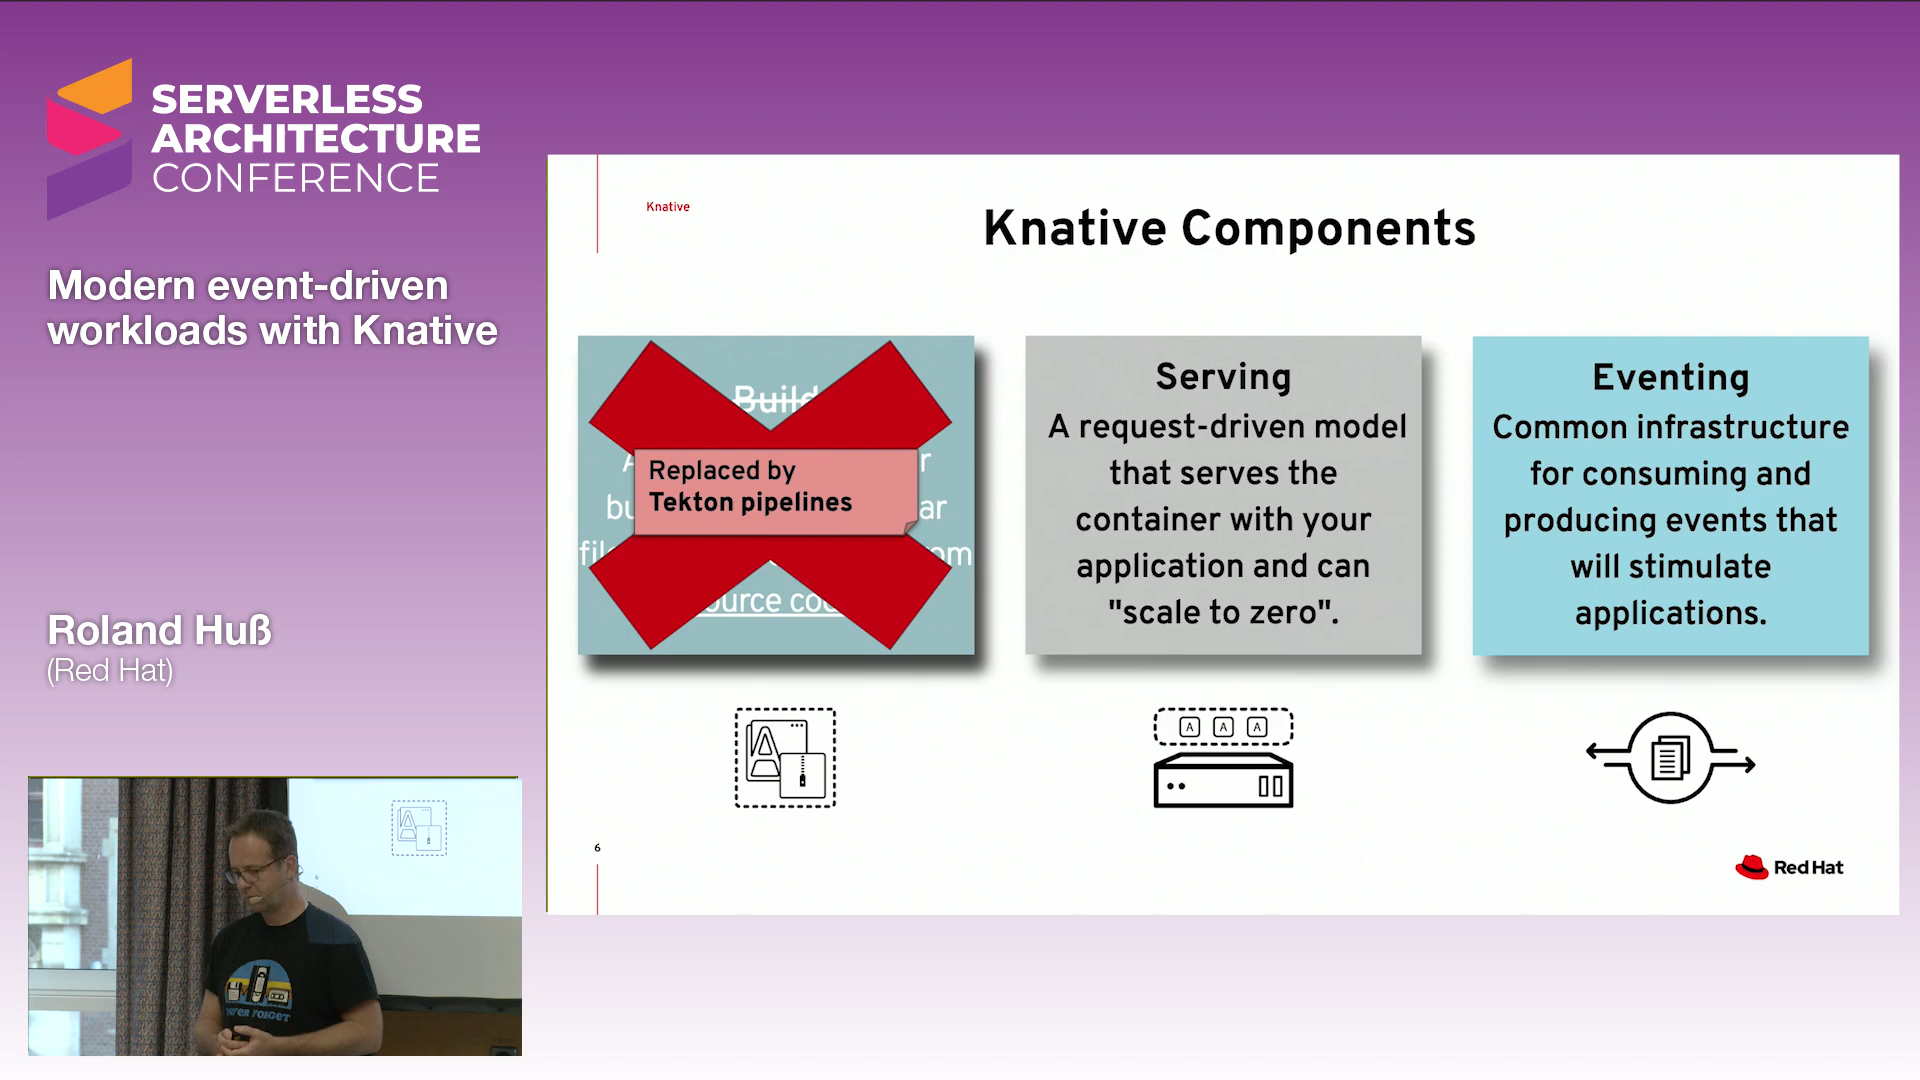 SERVERLESS
ARCHITECTURE
CONFERENCE
Modern event-driven
workloads with Knative
Roland Huß
(Red Hat)
Knative
Knative Components
Build
Replaced by
Tekton pipelines
Serving
A request-driven model
that serves the
container with your
application and can
"scale to zero".
Eventing
Common infrastructure
for consuming and
producing events that
will stimulate
applications.
A A A
6
Red Hat